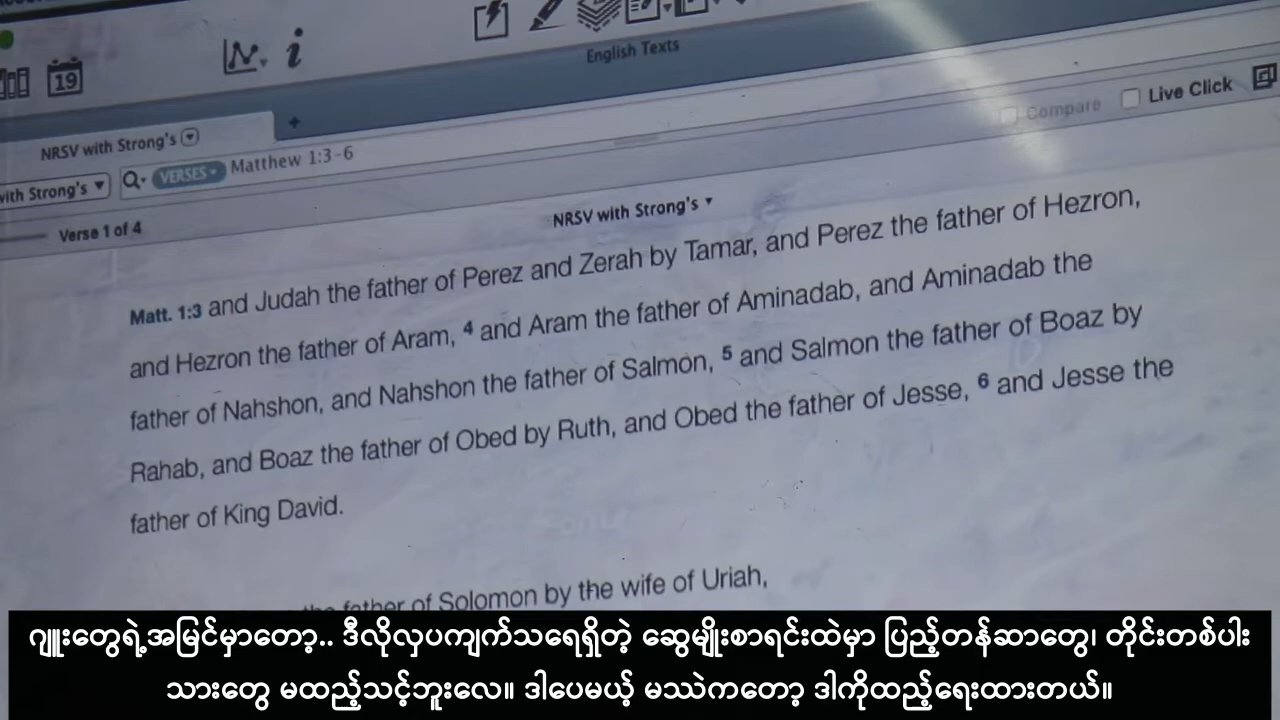 19
English Texts
Compare
Live Click
NRSV with Strong's
+
with Strong's
VERSES
Matthew 1:3-6
Verse 1 of 4
NRSV with Strong's
Matt. 1:3 and Judah the father of Perez and Zerah by Tamar, and Perez the father of Hezron,
and Hezron the father of Aram, 4 and Aram the father of Aminadab, and Aminadab the
father of Nahshon, and Nahshon the father of Salmon, 5 and Salmon the father of Boaz by
Rahab, and Boaz the father of Obed by Ruth, and Obed the father of Jesse, 6 and Jesse the
father of King David.
the father of Solomon by the wife of Uriah,
ဂျူးတွေရဲ့အမြင်မှာတော့.. ဒီလိုလှပကျက်သရေရှိတဲ့ ဆွေမျိုးစာရင်းထဲမှာ ပြည့်တန်ဆာတွေ၊ တိုင်းတစ်ပါး
သားတွေ မထည့်သင့်ဘူးလေ။ ဒါပေမယ့် မဿဲကတော့ ဒါကိုထည့်ရေးထားတယ်။